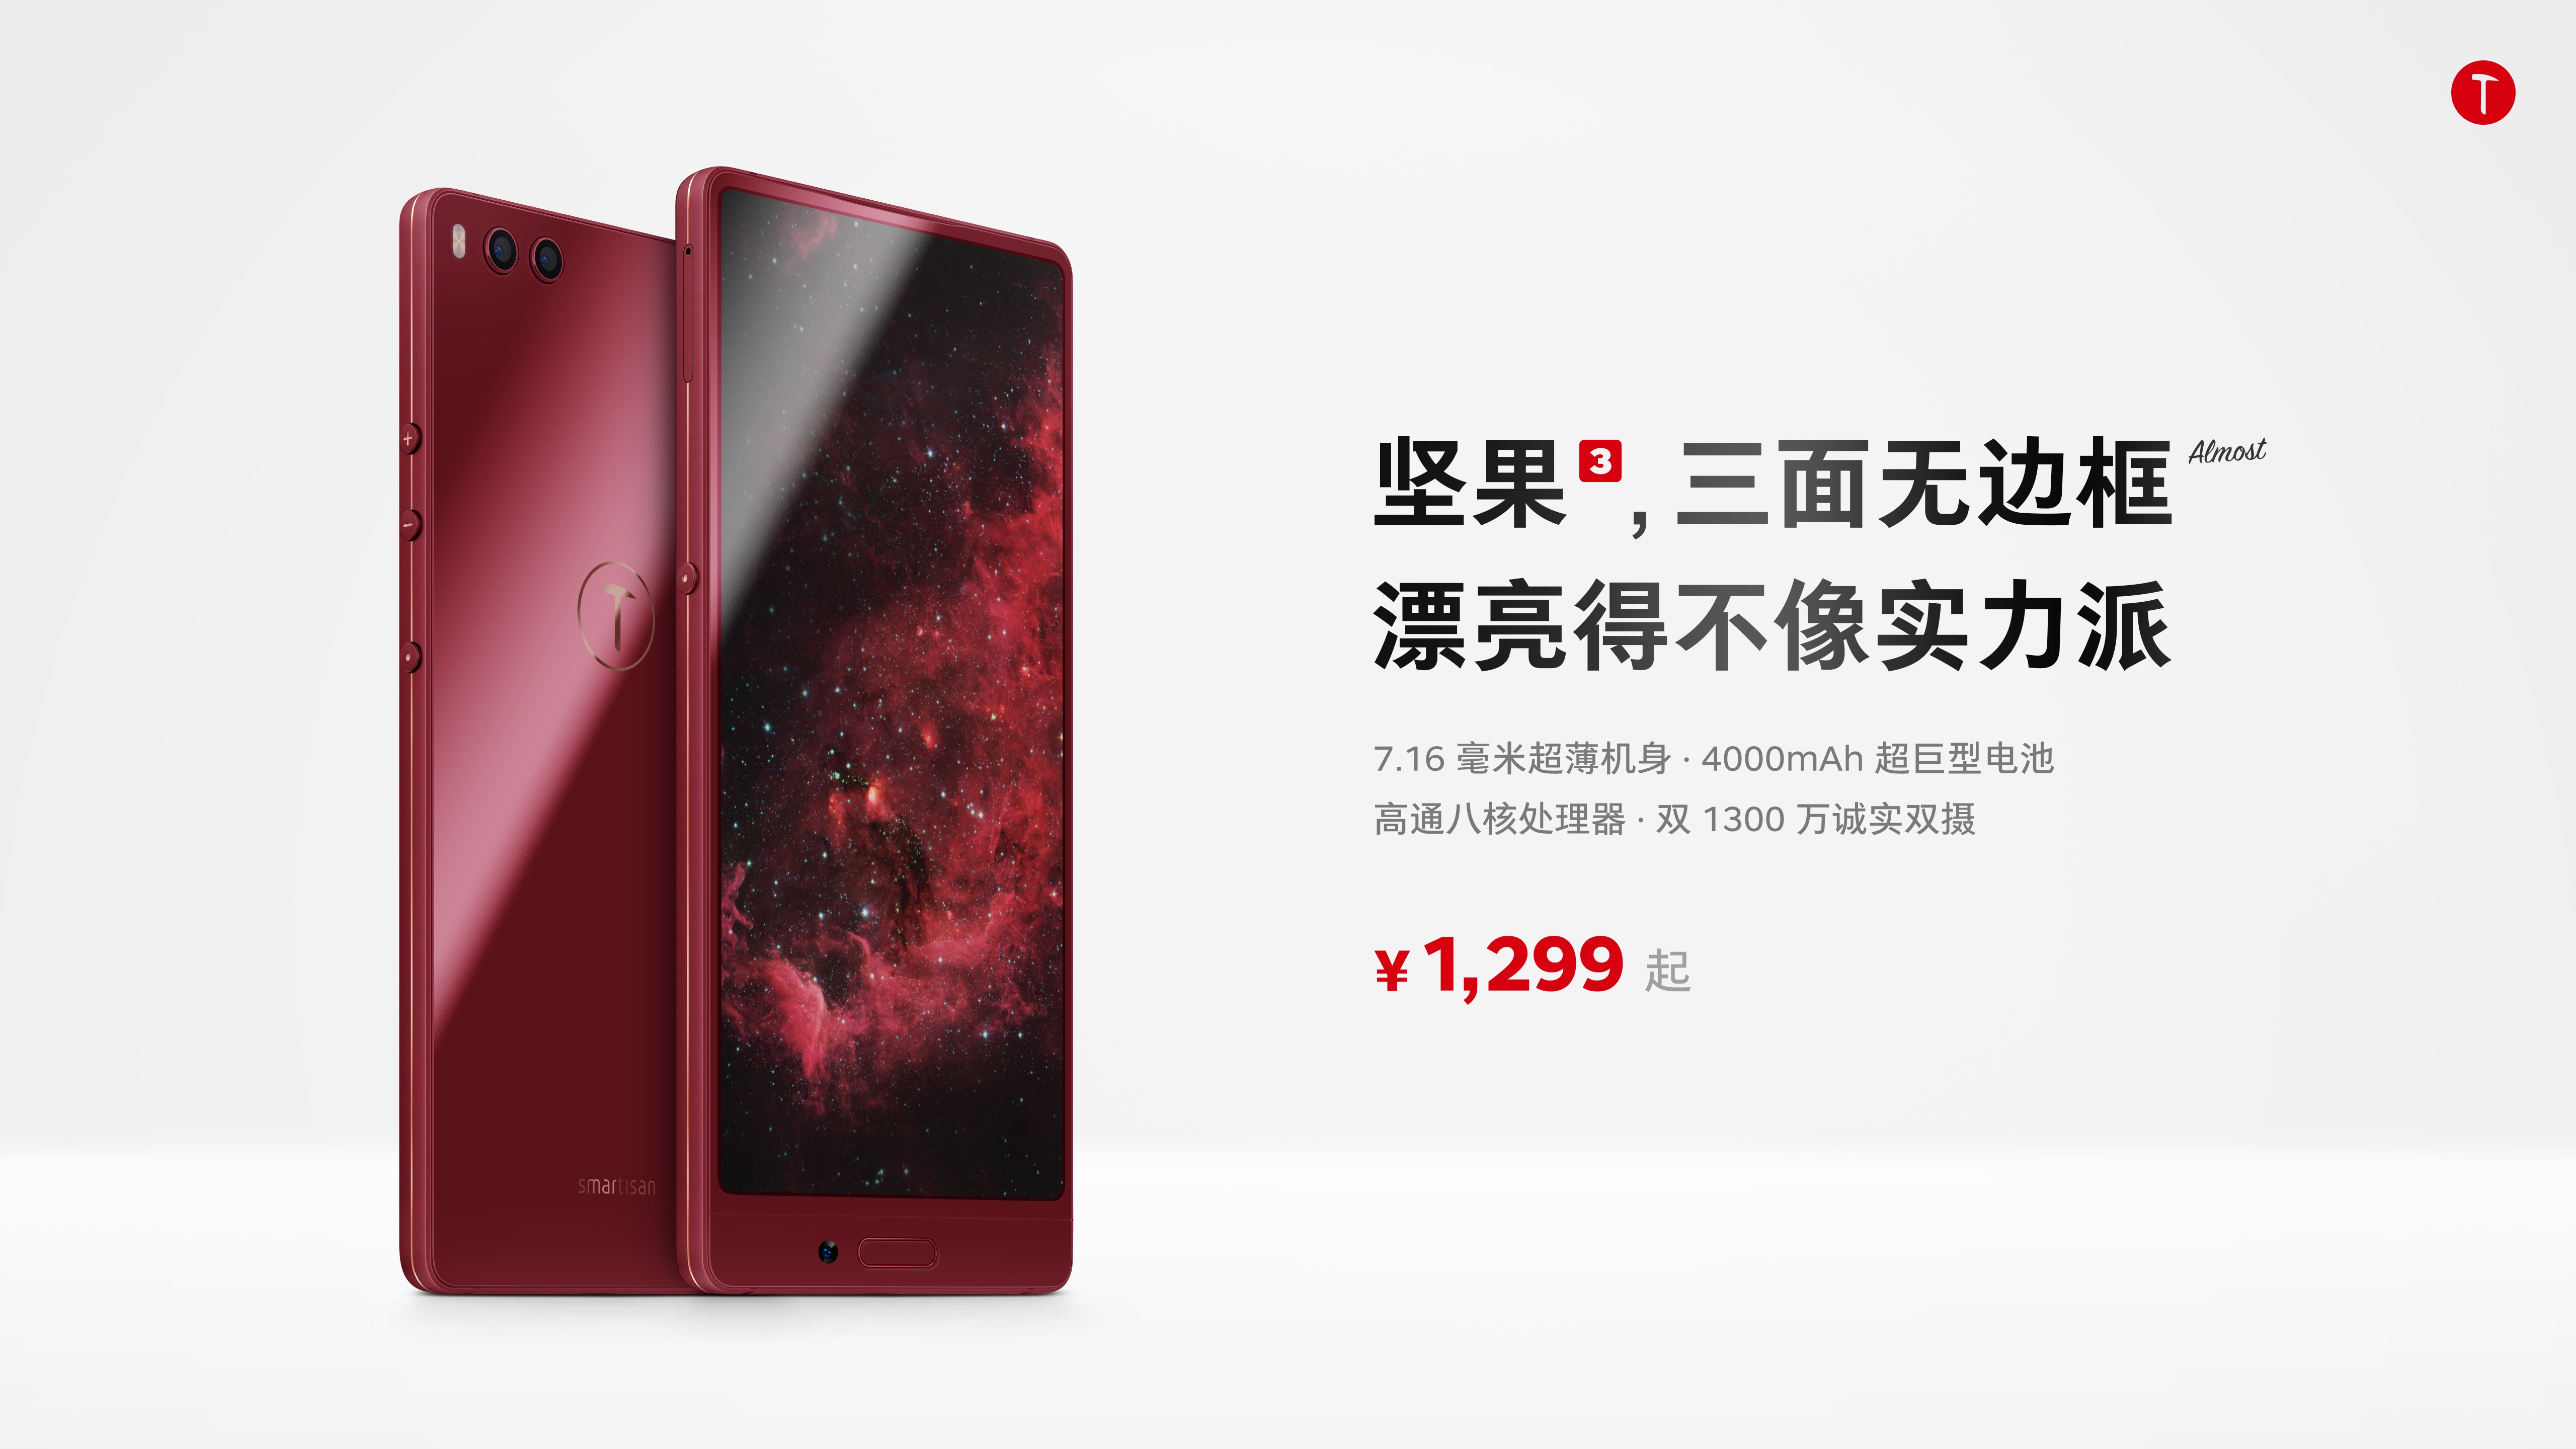 坚果 3 , 三面无边框 Almost
漂亮得不像实力派
7.16 毫米超薄机身 · 4000mAh 超巨型电池
高通八核处理器 · 双 1300 万诚实双摄
¥ 1,299 起
smartisan